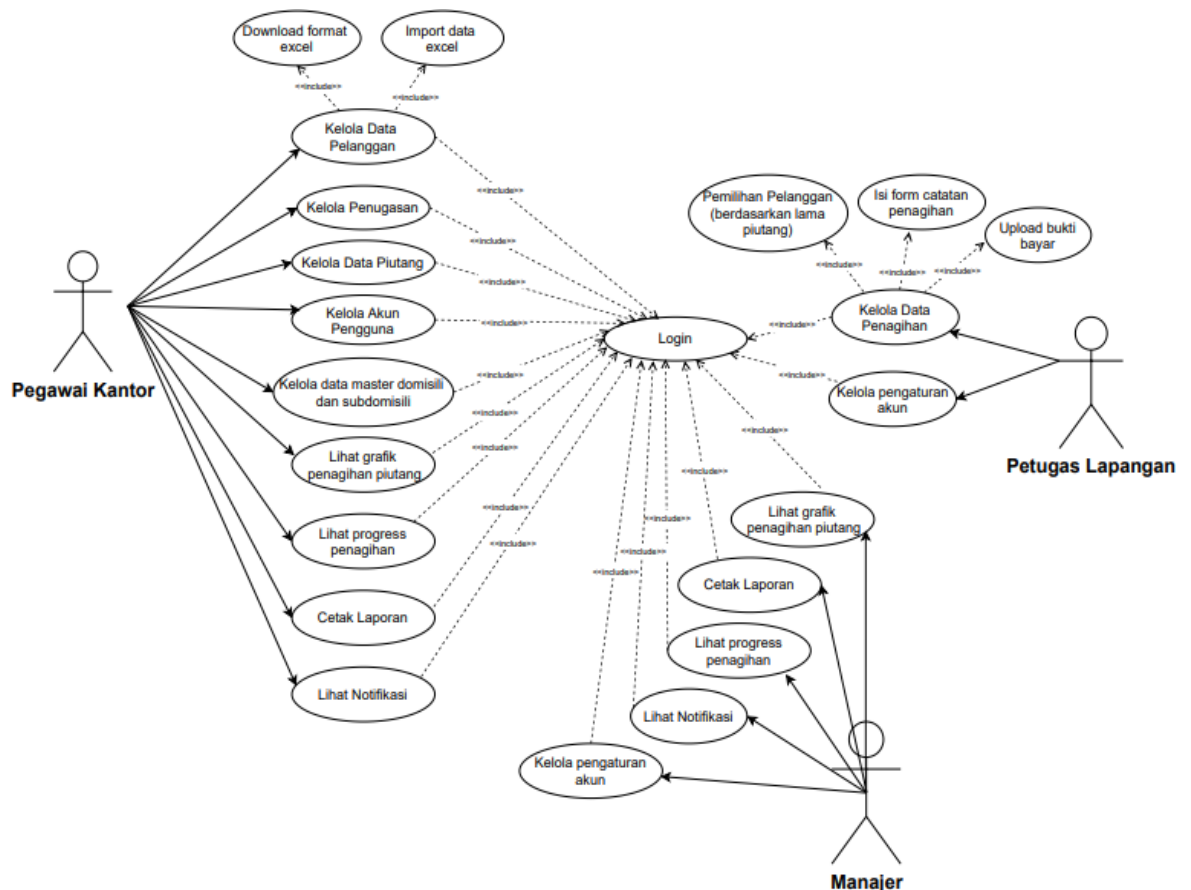 Download format
excel
Import data
excel
<<include>>
<<include>>
Kelola Data
Pelanggan
<<include>>
Kelola Penugasan
<<include>>
Kelola Data Piutang
<<include>>
Kelola Akun
Pengguna
<<include>>
Pegawai Kantor
Kelola data master domisili
dan subdomisili
<<include>>
Lihat grafik
penagihan piutang
<<include>>
Lihat progress
penagihan
<<include>>
Cetak Laporan
<<include>>
Lihat Notifikasi
<<include>>
Login
Pemilihan Pelanggan
(berdasarkan lama
piutang)
Isi form catatan
penagihan
Upload bukti
bayar
<<include>>
<<include>>
<<include>>
Kelola Data
Penagihan
<<include>>
Kelola pengaturan
akun
<<include>>
Petugas Lapangan
Lihat grafik
penagihan piutang
<<include>>
Cetak Laporan
<<include>>
Lihat progress
penagihan
<<include>>
Lihat Notifikasi
<<include>>
Kelola pengaturan
akun
<<include>>
Manajer